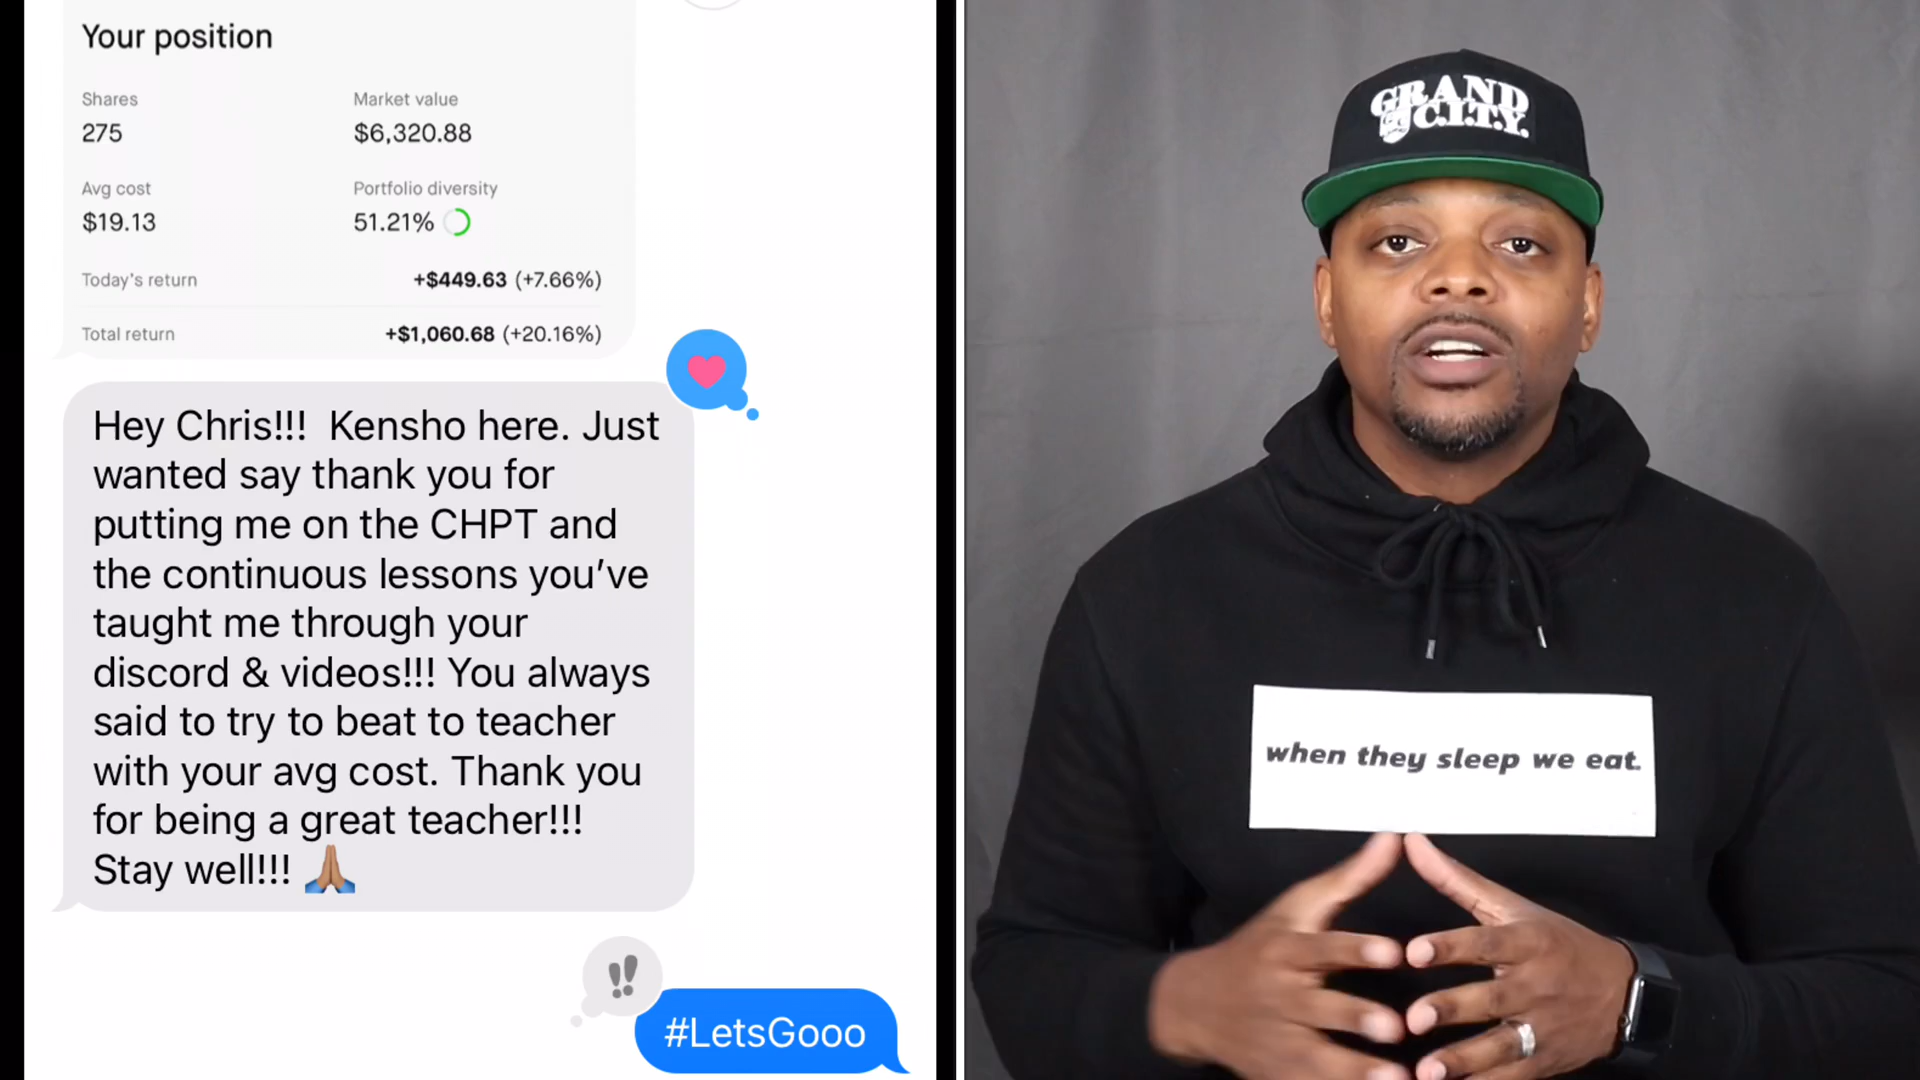 Your position
Shares
Market value
275
$6,320.88
Avg cost
Portfolio diversity
$19.13
51.21%
Today's return
+$449.63 (+7.66%)
Total return
+$1,060.68 (+20.16%)
Hey Chris!!! Kensho here. Just
wanted say thank you for
putting me on the CHPT and
the continuous lessons you've
taught me through your
discord & videos!!! You always
said to try to beat to teacher
with your avg cost. Thank you
for being a great teacher!!!
Stay well!!! 🙏🏽
#LetsGooo
GRAND
C.I.T.Y.
when they sleep we eat.